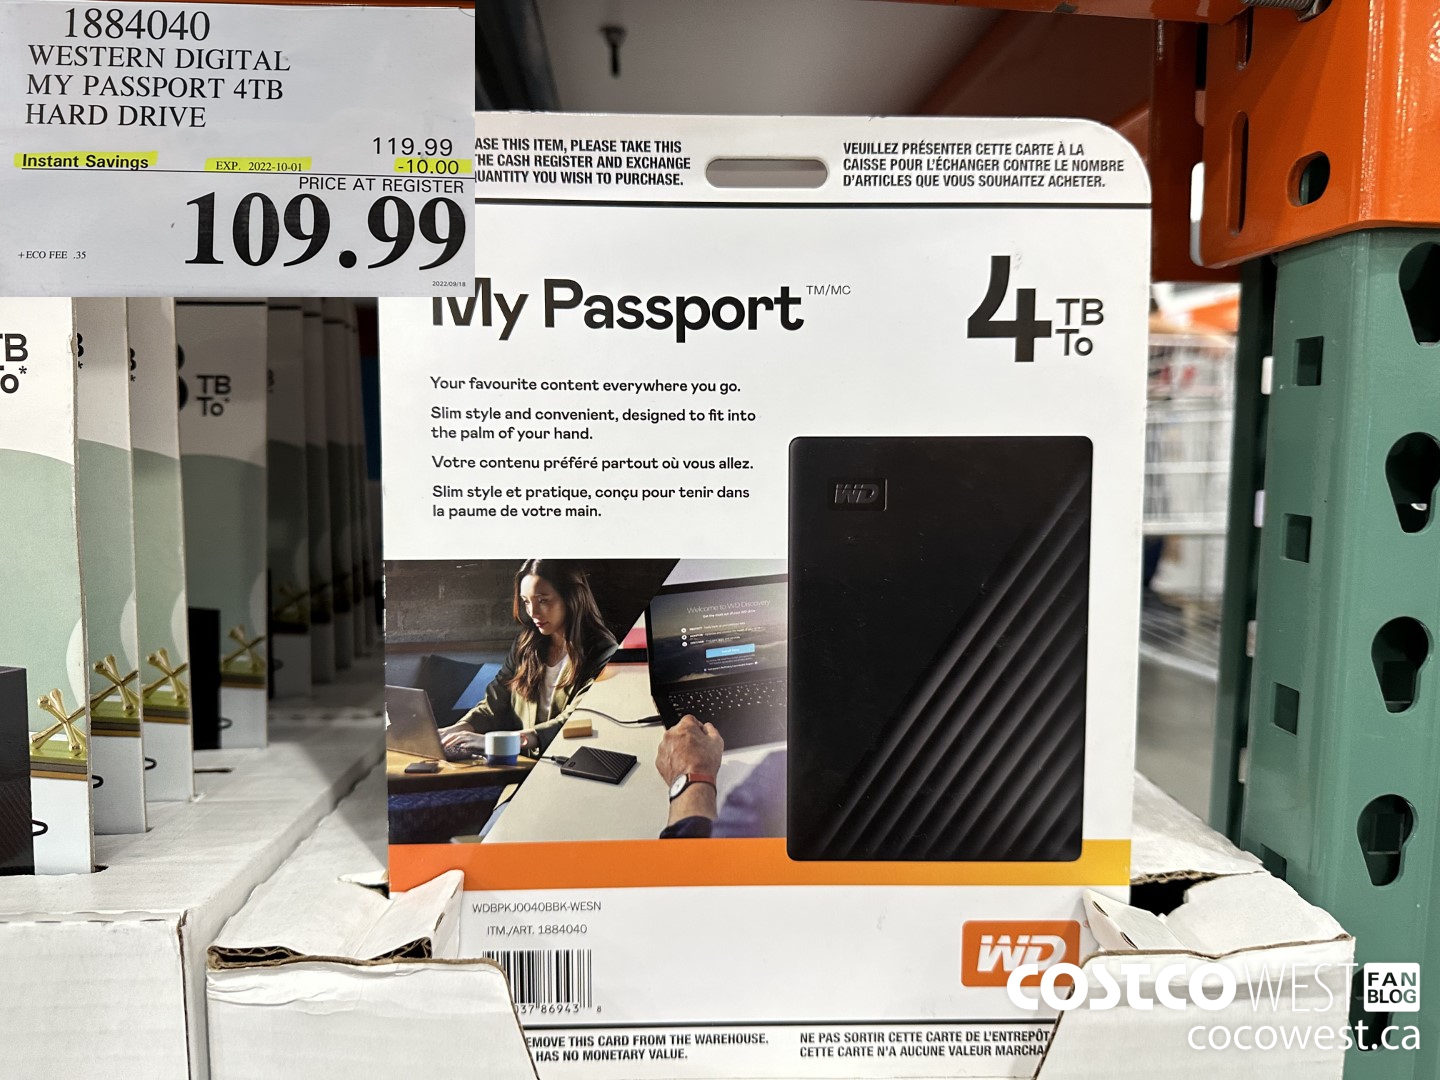 1884040
WESTERN DIGITAL
MY PASSPORT 4TB
HARD DRIVE
119.99
Instant Savings EXP. 2022-10-01 -10.00
PRICE AT REGISTER
109.99
+ECO FEE .35
2022/09/18
ASE THIS ITEM, PLEASE TAKE THIS
HE CASH REGISTER AND EXCHANGE
UANTITY YOU WISH TO PURCHASE.
VEUILLEZ PRÉSENTER CETTE CARTE À LA
CAISSE POUR L'ÉCHANGER CONTRE LE NOMBRE
D'ARTICLES QUE VOUS SOUHAITEZ ACHETER.
My Passport TM/MC
4 TB
To
Your favourite content everywhere you go.
Slim style and convenient, designed to fit into
the palm of your hand.
Votre contenu préféré partout où vous allez.
Slim style et pratique, conçu pour tenir dans
la paume de votre main.
TB
To*
TB
To*
WD
Welcome to WD Discovery
WDBPKJ0040BBK-WESN
ITM./ART. 1884040
37 86943 8
WD
EMOVE THIS CARD FROM THE WAREHOUSE.
HAS NO MONETARY VALUE.
NE PAS SORTIR CETTE CARTE DE L'ENTREPÔT
CETTE CARTE N'A AUCUNE VALEUR MARCHA
COSTCO WEST FAN
BLOG
cocowest.ca